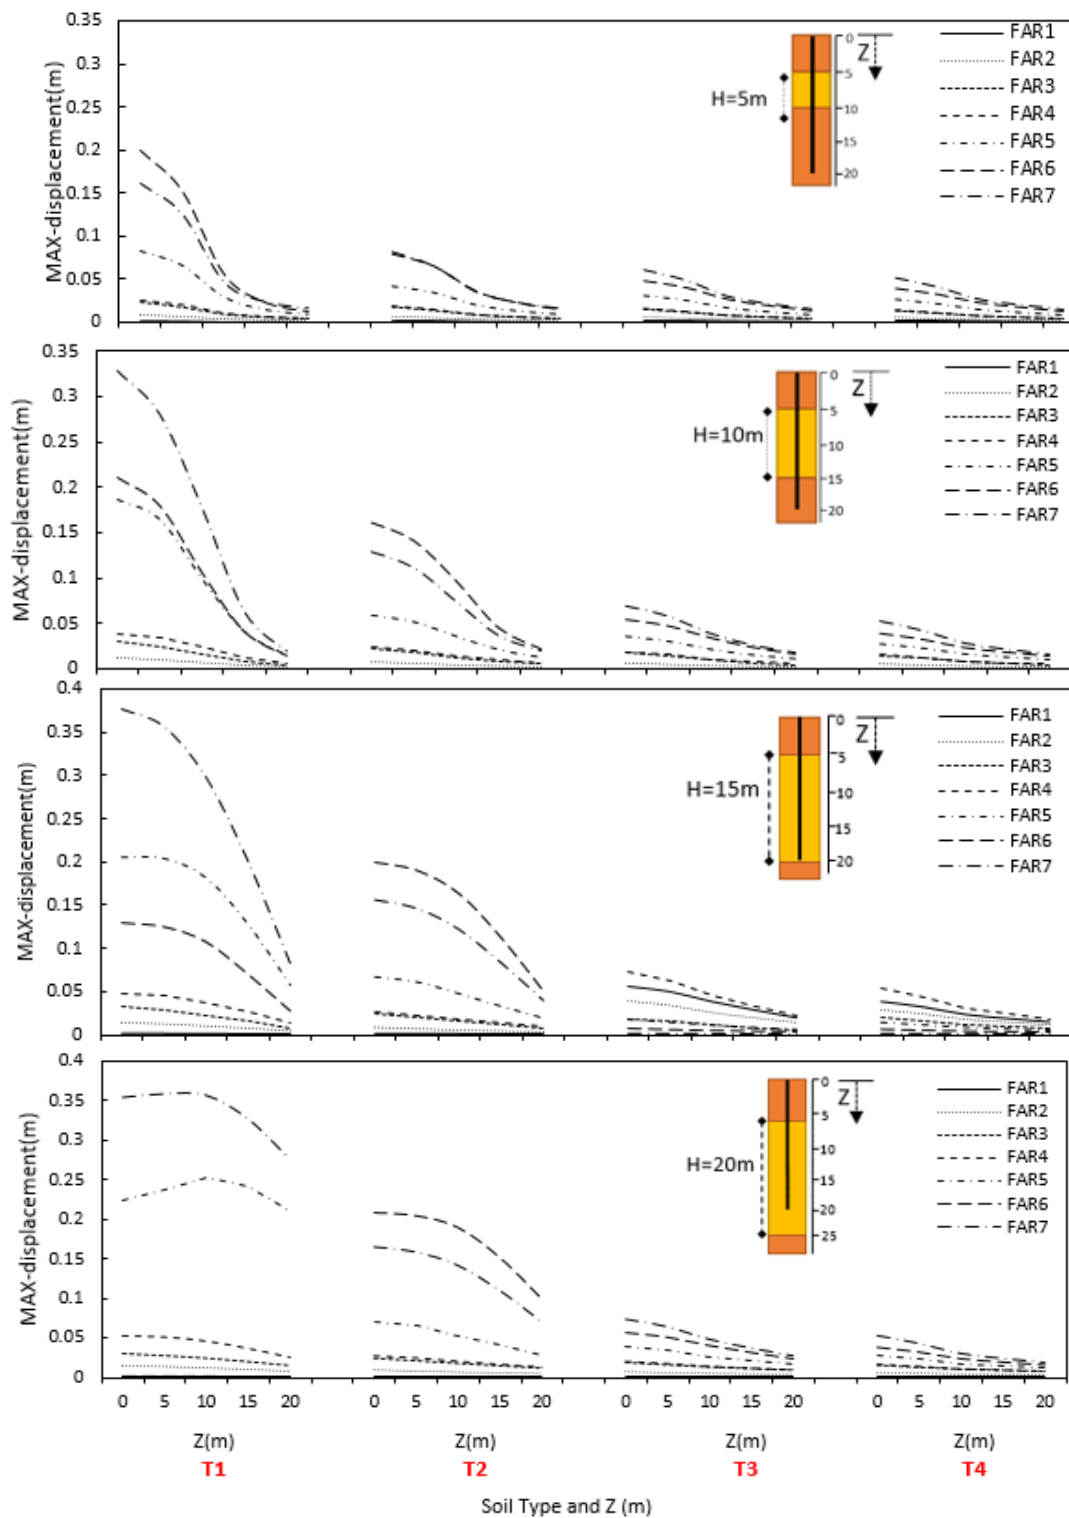 0.35
0.3
0.25
0.2
0.15
0.1
0.05
0
MAX-displacement(m)
H=5m
0
5
10
15
20
Z
FAR1
FAR2
FAR3
FAR4
FAR5
FAR6
FAR7
0.35
0.3
0.25
0.2
0.15
0.1
0.05
0
MAX-displacement(m)
H=10m
0
5
10
15
20
Z
FAR1
FAR2
FAR3
FAR4
FAR5
FAR6
FAR7
0.4
0.35
0.3
0.25
0.2
0.15
0.1
0.05
0
MAX-displacement(m)
H=15m
0
5
10
15
20
Z
FAR1
FAR2
FAR3
FAR4
FAR5
FAR6
FAR7
0.4
0.35
0.3
0.25
0.2
0.15
0.1
0.05
0
MAX-displacement(m)
H=20m
0
5
10
15
20
25
Z
FAR1
FAR2
FAR3
FAR4
FAR5
FAR6
FAR7
0 5 10 15 20 0 5 10 15 20 0 5 10 15 20 0 5 10 15 20
Z(m) Z(m) Z(m) Z(m)
T1 T2 T3 T4
Soil Type and Z (m)